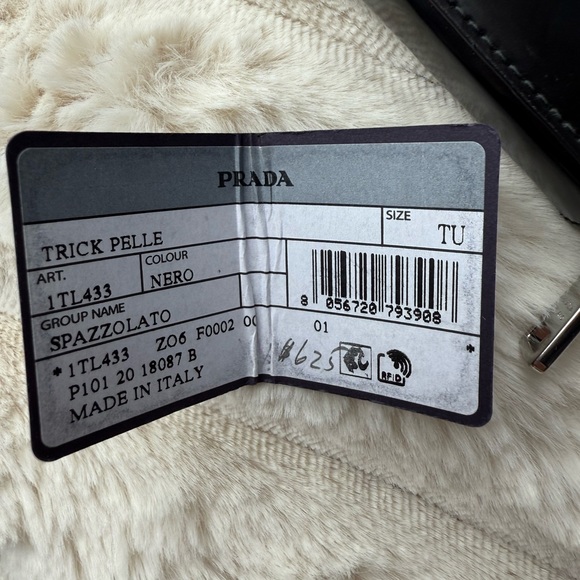 PRADA
TRICK PELLE
SIZE
TU
ART.
1TL433
COLOUR
NERO
GROUP NAME
SPAZZOLATO
8 056720 793908
*1TL433 ZO6 F0002 01 *
P101 20 18087 B
MADE IN ITALY
$625
RFID